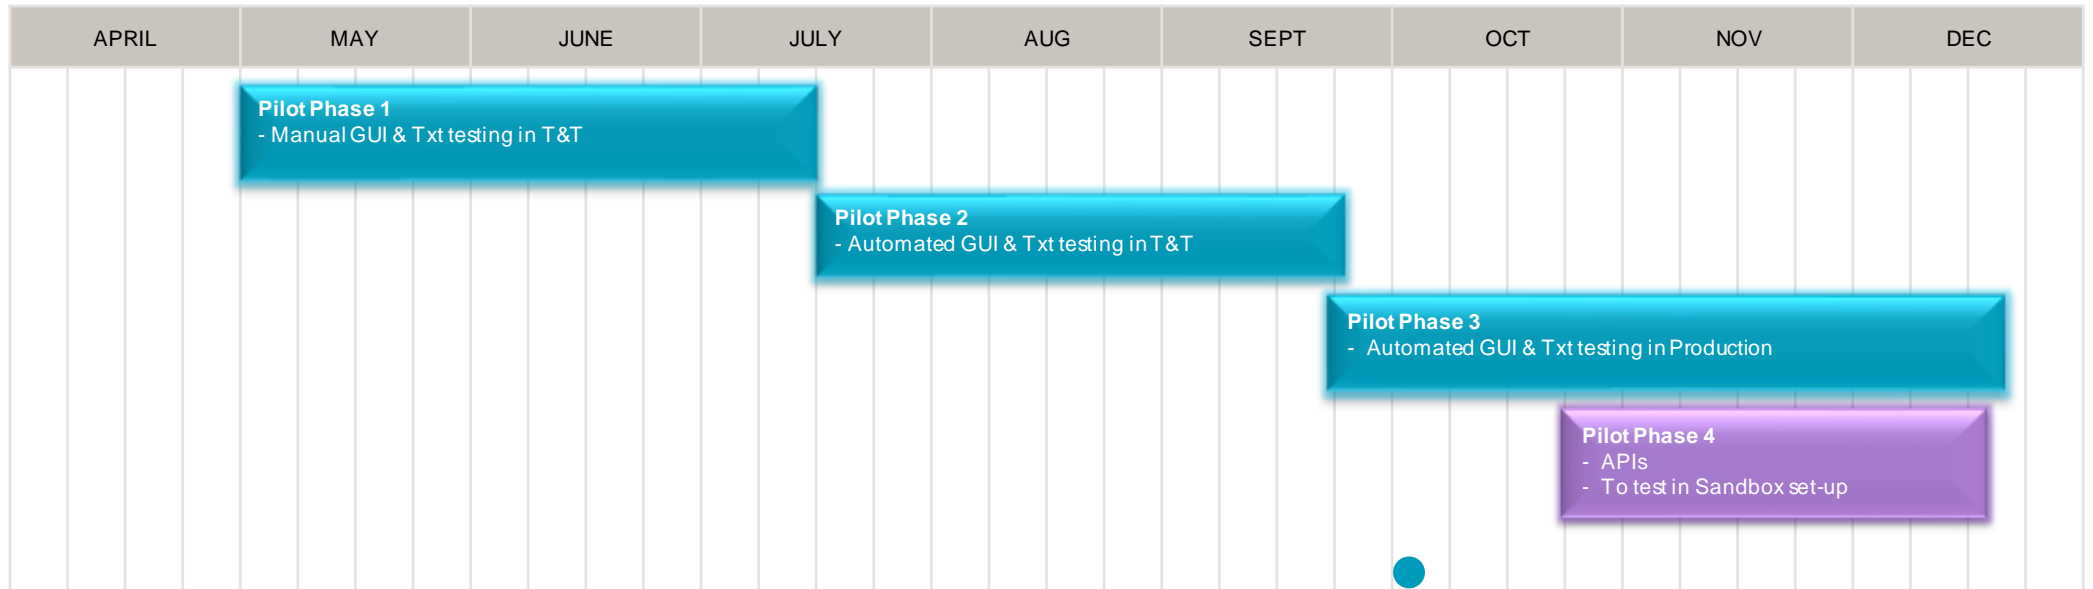 APRIL MAY JUNE JULY AUG SEPT OCT NOV DEC
Pilot Phase 1
- Manual GUI & Txt testing in T&T
Pilot Phase 2
- Automated GUI & Txt testing in T&T
Pilot Phase 3
- Automated GUI & Txt testing in Production
Pilot Phase 4
- APIs
- To test in Sandbox set-up